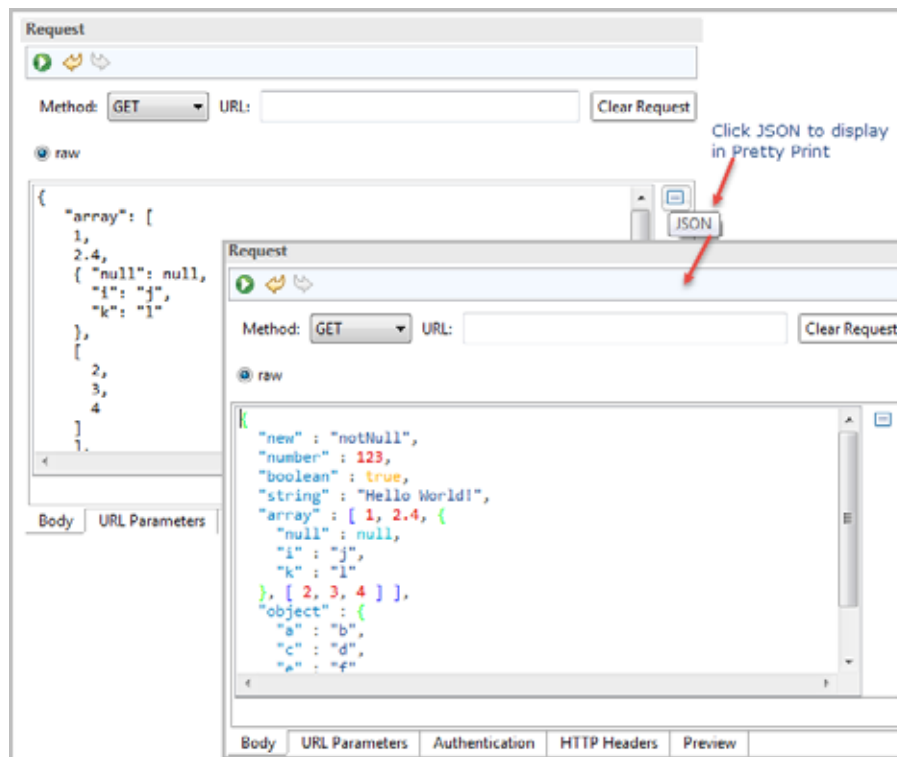 Request
Method: GET URL: Clear Request
raw
Click JSON to display
in Pretty Print
JSON
{
"array": [
1,
2.4,
{ "null": null,
"i": "j",
"k": "l"
},
[
2,
3,
4
]
],
Body URL Parameters
Request
Method: GET URL: Clear Request
raw
{
"new" : "notNull",
"number" : 123,
"boolean" : true,
"string" : "Hello World!",
"array" : [ 1, 2.4, {
"null" : null,
"i" : "j",
"k" : "l"
}, [ 2, 3, 4 ] ],
"object" : {
"a" : "b",
"c" : "d",
"e" : "f"
Body URL Parameters Authentication HTTP Headers Preview